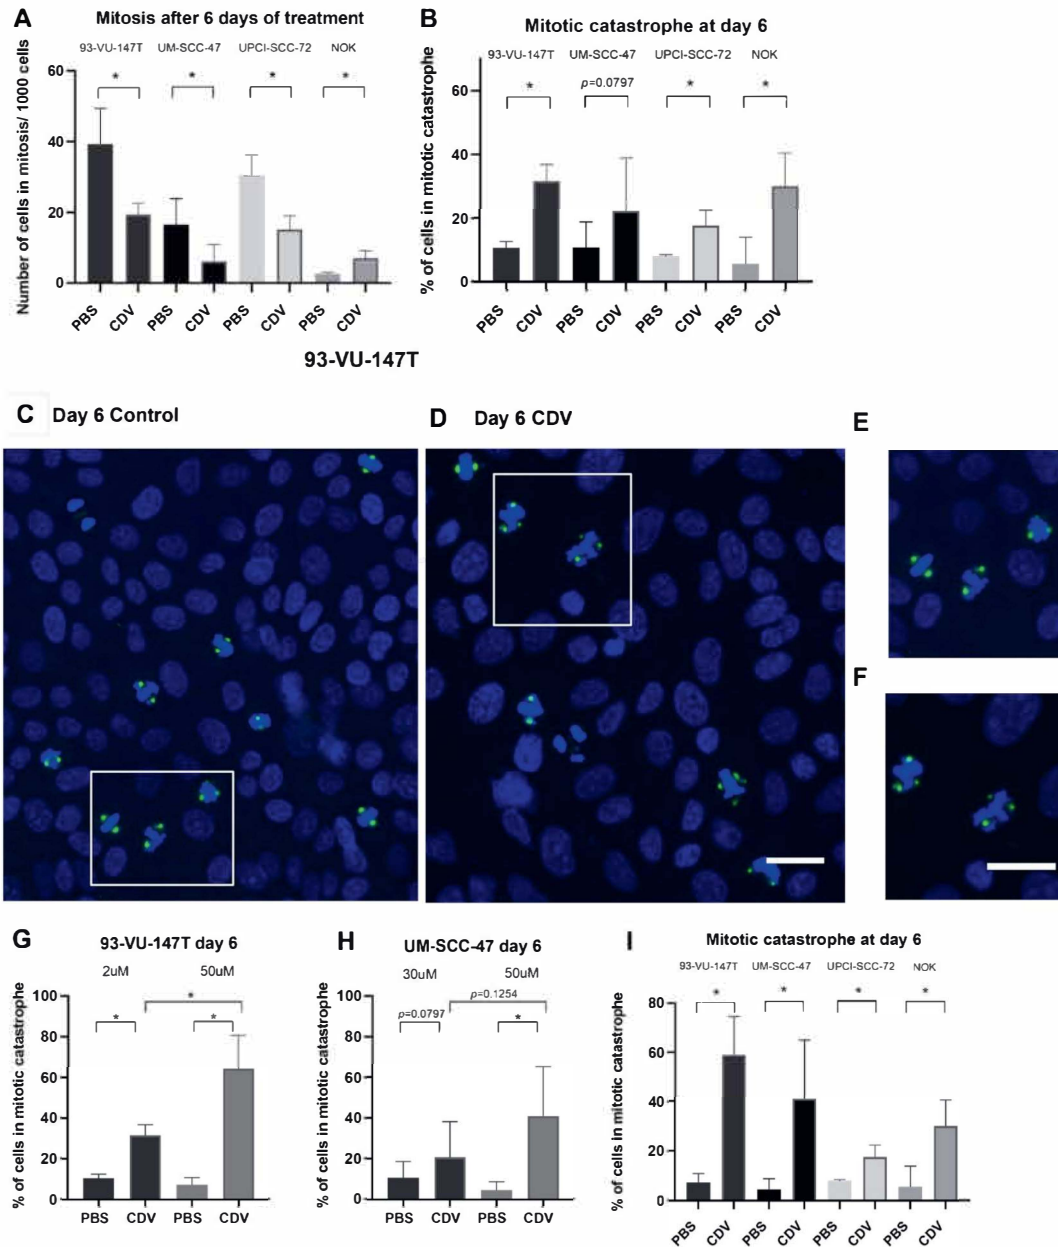 A Mitosis after 6 days of treatment
93-VU-147T UM-SCC-47 UPCI-SCC-72 NOK
Number of cells in mitosis/ 1000 cells
60
40
20
0
* * * *
PBS CDV PBS CDV PBS CDV PBS CDV
B Mitotic catastrophe at day 6
93-VU-147T UM-SCC-47 UPCI-SCC-72 NOK
% of cells in mitotic catastrophe
60
40
20
0
* p=0.0797 * *
PBS CDV PBS CDV PBS CDV PBS CDV
93-VU-147T
C Day 6 Control
D Day 6 CDV
E
F
G 93-VU-147T day 6
2uM 50uM
% of cells in mitotic catastrophe
100
80
60
40
20
0
*
* *
PBS CDV PBS CDV
H UM-SCC-47 day 6
30uM 50uM
% of cells in mitotic catastrophe
100
80
60
40
20
0
p=0.1254
p=0.0797 *
PBS CDV PBS CDV
I Mitotic catastrophe at day 6
93-VU-147T UM-SCC-47 UPCI-SCC-72 NOK
% of cells in mitotic catastrophe
80
60
40
20
0
* * * *
PBS CDV PBS CDV PBS CDV PBS CDV